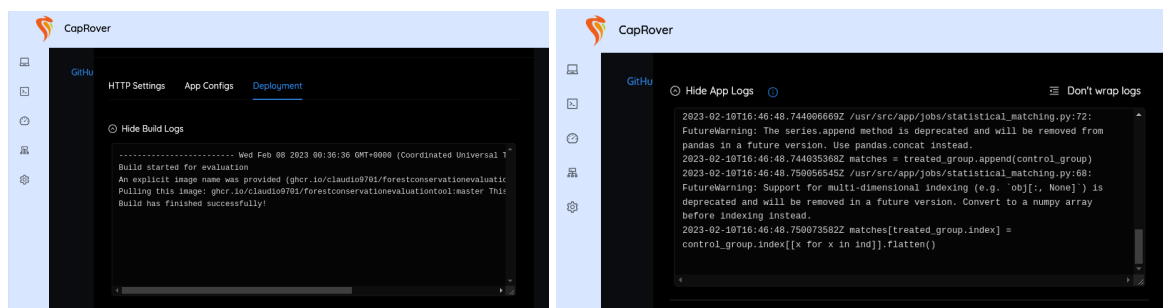 CapRover
GitHu
HTTP Settings App Configs Deployment
Hide Build Logs
------------------------- Wed Feb 08 2023 00:36:36 GMT+0000 (Coordinated Universal T
Build started for evaluation
An explicit image name was provided (ghcr.io/claudio9701/forestconservationevaluatic
Pulling this image: ghcr.io/claudio9701/forestconservationevaluationtool:master This
Build has finished successfully!
CapRover
GitHu
Hide App Logs Don't wrap logs
2023-02-10T16:46:48.744006669Z /usr/src/app/jobs/statistical_matching.py:72:
FutureWarning: The series.append method is deprecated and will be removed from
pandas in a future version. Use pandas.concat instead.
2023-02-10T16:46:48.744035368Z matches = treated_group.append(control_group)
2023-02-10T16:46:48.750056545Z /usr/src/app/jobs/statistical_matching.py:68:
FutureWarning: Support for multi-dimensional indexing (e.g. `obj[:, None]`) is
deprecated and will be removed in a future version. Convert to a numpy array
before indexing instead.
2023-02-10T16:46:48.750073582Z matches[treated_group.index] =
control_group.index[[x for x in ind]].flatten()